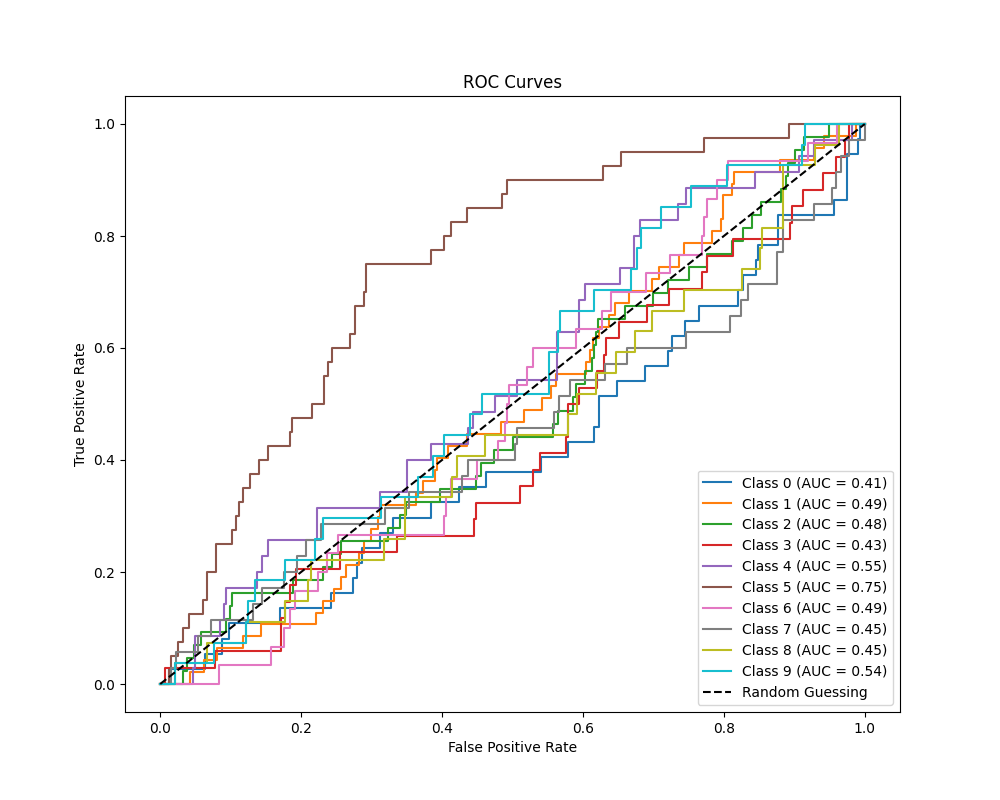 ROC Curves
True Positive Rate
1.0
0.8
0.6
0.4
0.2
0.0
Class 0 (AUC = 0.41)
Class 1 (AUC = 0.49)
Class 2 (AUC = 0.48)
Class 3 (AUC = 0.43)
Class 4 (AUC = 0.55)
Class 5 (AUC = 0.75)
Class 6 (AUC = 0.49)
Class 7 (AUC = 0.45)
Class 8 (AUC = 0.45)
Class 9 (AUC = 0.54)
Random Guessing
0.0 0.2 0.4 0.6 0.8 1.0
False Positive Rate